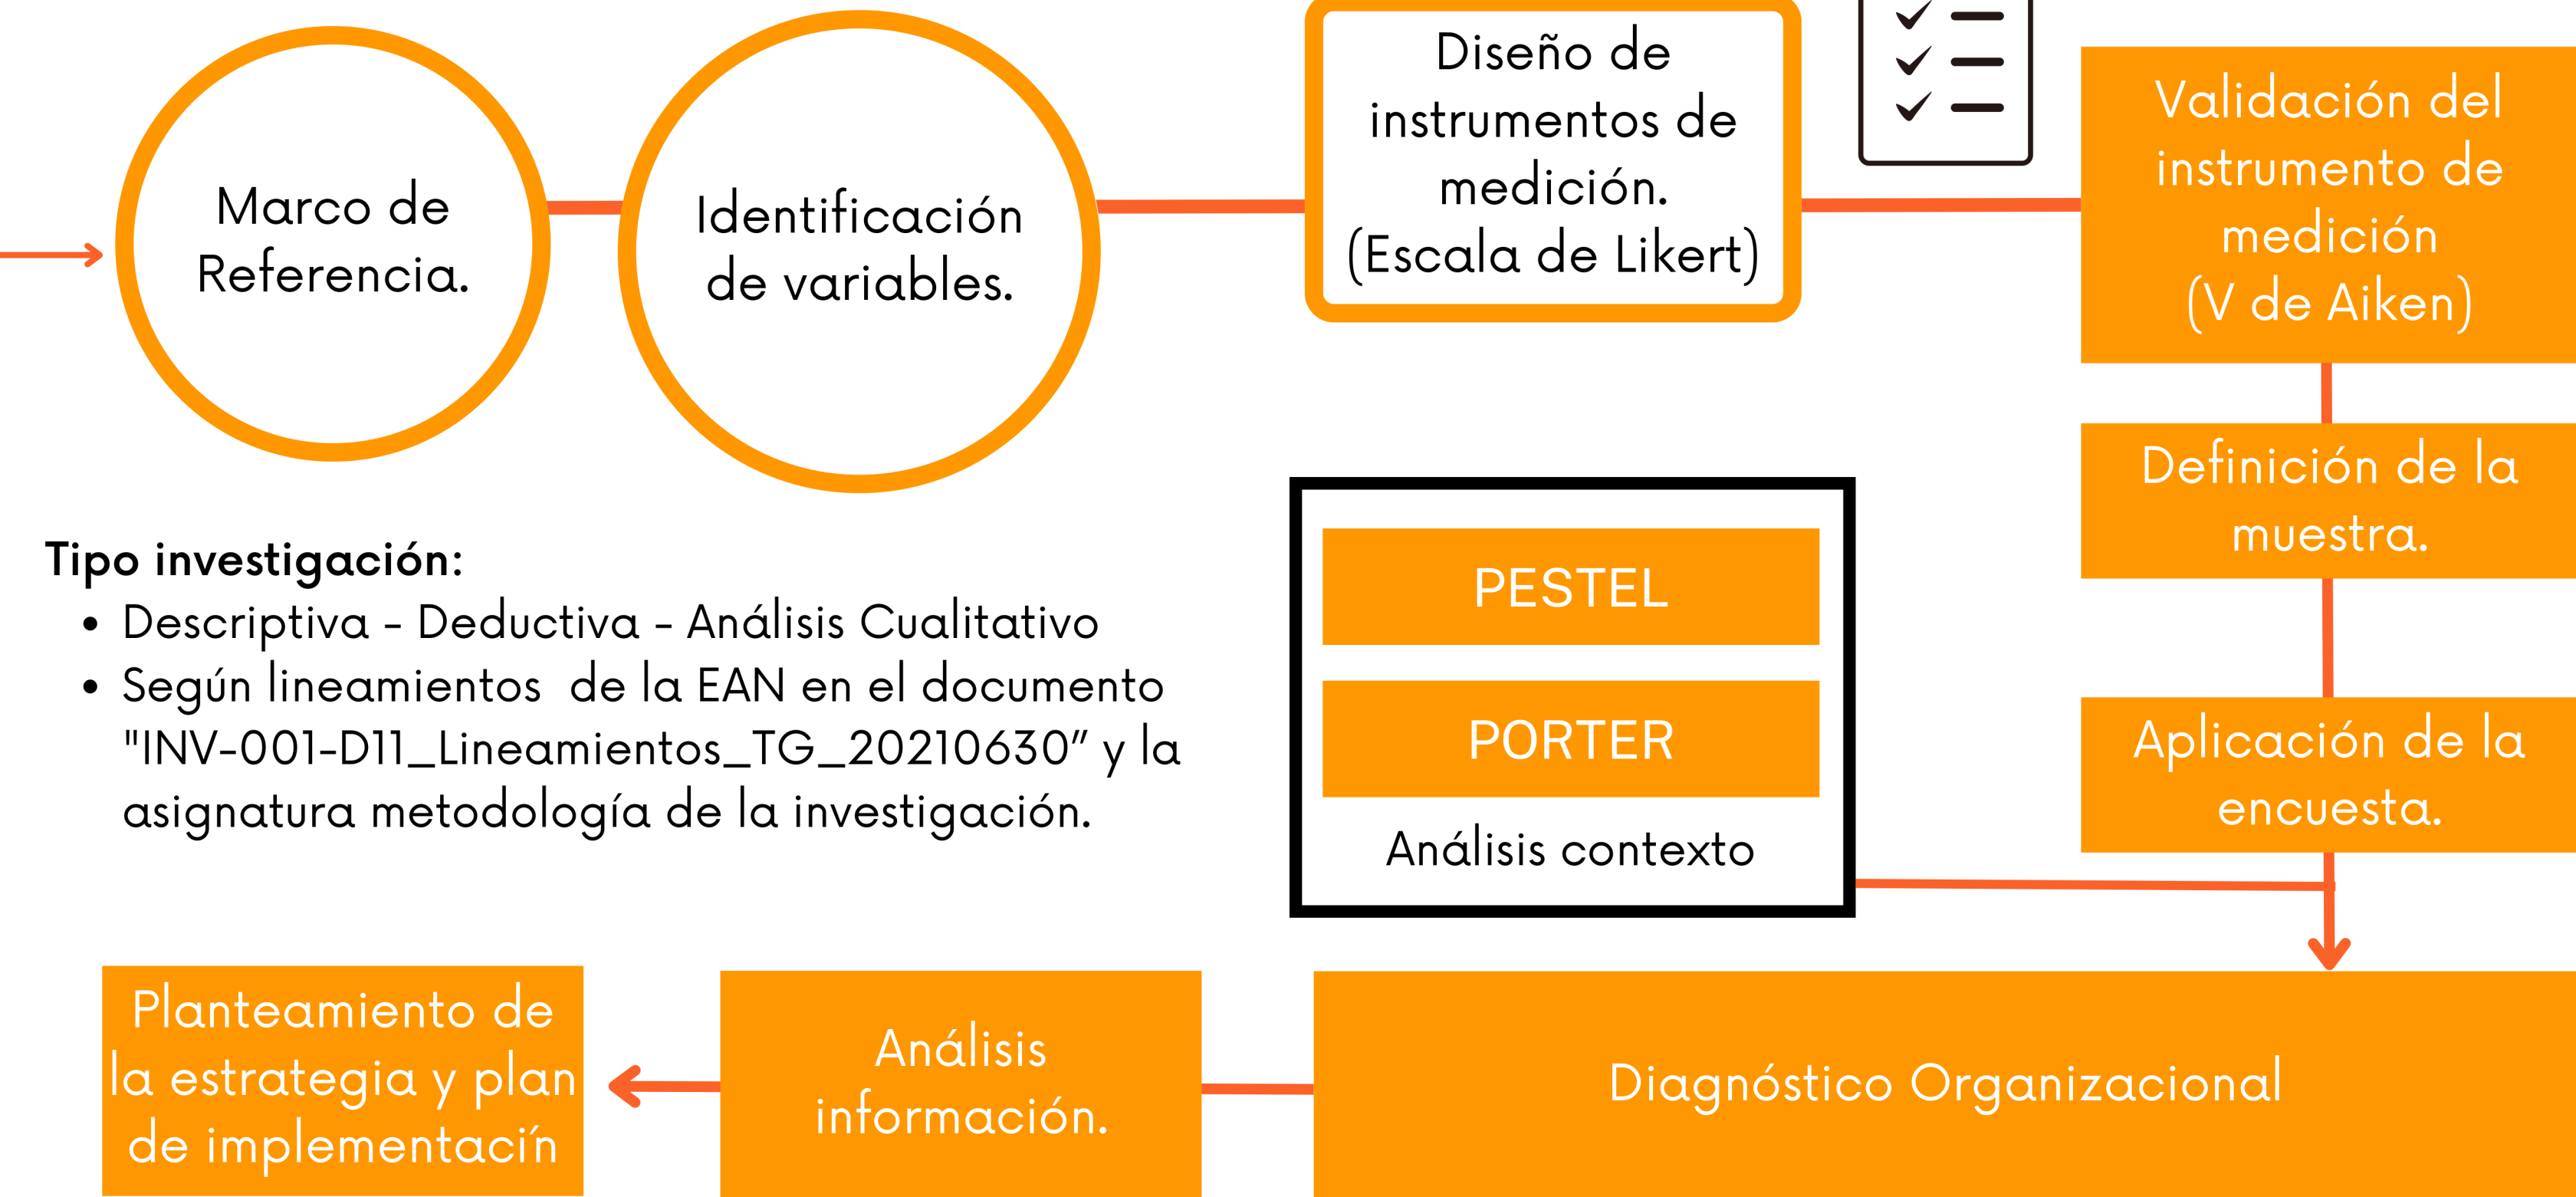 Marco de
Referencia.
Identificación
de variables.
Diseño de
instrumentos de
medición.
(Escala de Likert)
Validación del
instrumento de
medición
(V de Aiken)
Definición de la
muestra.
Aplicación de la
encuesta.
Tipo investigación:
• Descriptiva - Deductiva - Análisis Cualitativo
• Según lineamientos  de la EAN en el documento
"INV-001-D11_Lineamientos_TG_20210630” y la
asignatura metodología de la investigación.
PESTEL
PORTER
Análisis contexto
Diagnóstico Organizacional
Análisis
información.
Planteamiento de
la estrategia y plan
de implementacín